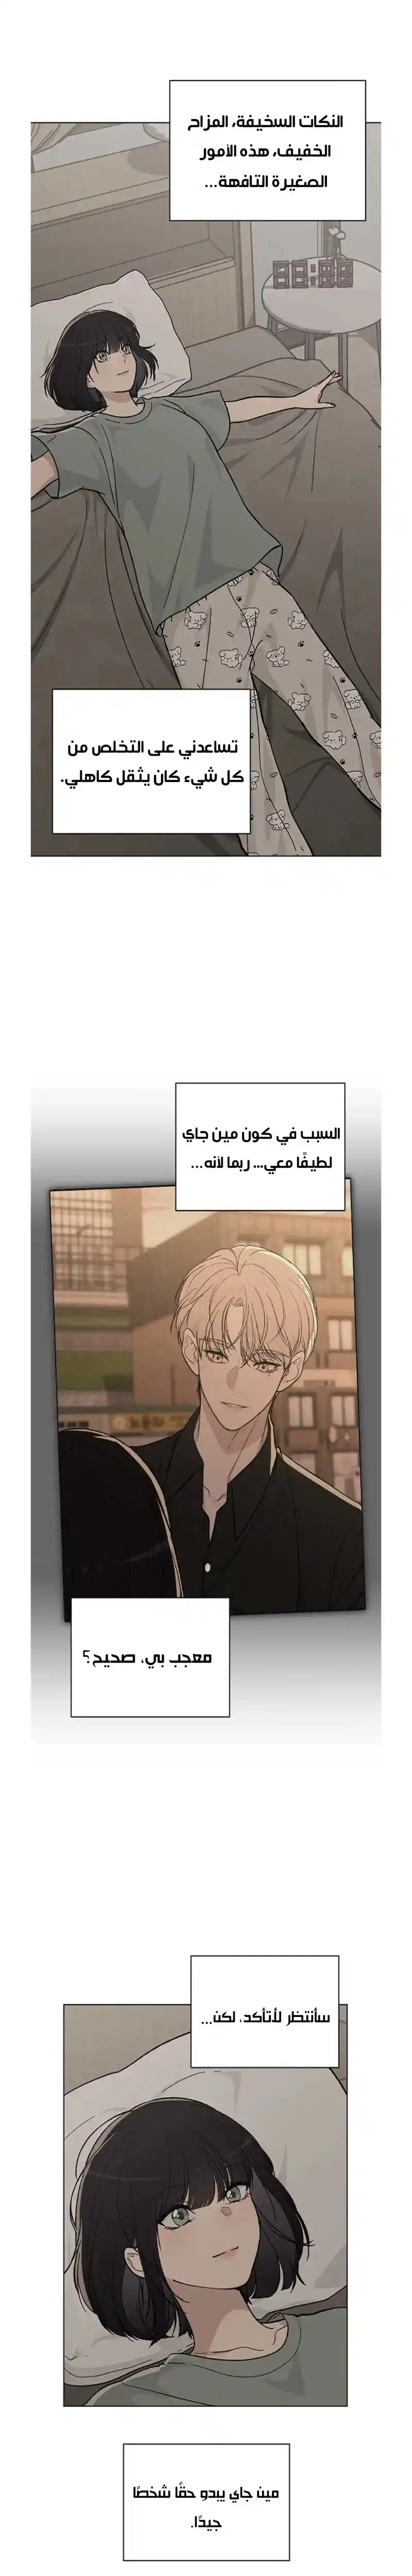 النكات السخيفة، المزاح
الخفيف، هذه الأمور
الصغيرة التافهة...
88:88
تساعدني على التخلص من
كل شيء كان يثقل كاهلي.
السبب في كون مين جاي
لطيفًا معي... ربما لأنه...
معجب بي، صحيح؟
سأنتظر لأتأكد، لكن...
مين جاي يبدو حقًا شخصًا
جيدًا.